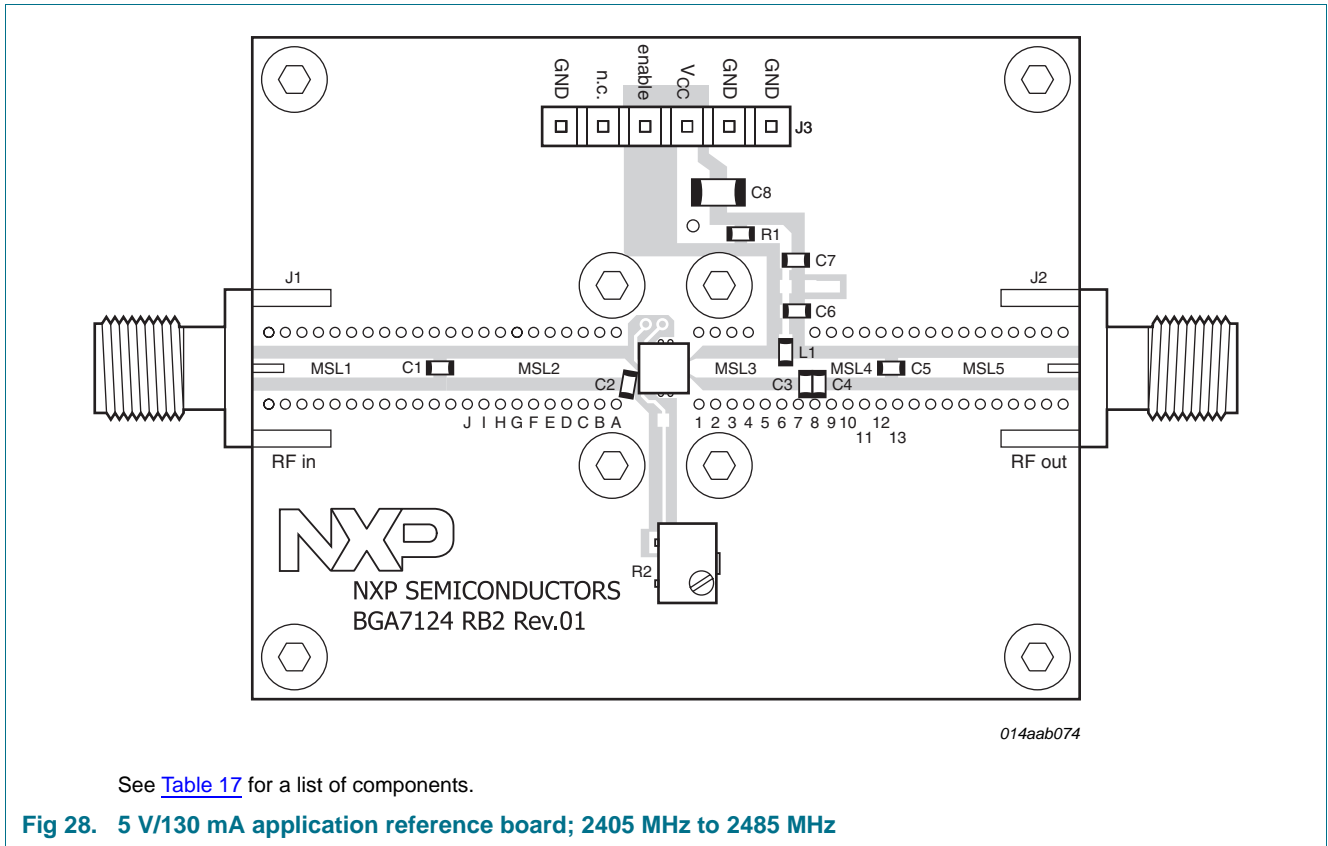 GND n.c. enable VCC GND GND
J3
C8
R1
C7
J1
J2
C6
L1
MSL1 C1 MSL2 MSL3 MSL4 C5 MSL5
C2 C3 C4
J I H G F E D C B A 1 2 3 4 5 6 7 8 9 10 12
11 13
RF in
RF out
NXP
R2
NXP SEMICONDUCTORS
BGA7124 RB2 Rev.01
014aab074
See Table 17 for a list of components.
Fig 28. 5 V/130 mA application reference board; 2405 MHz to 2485 MHz